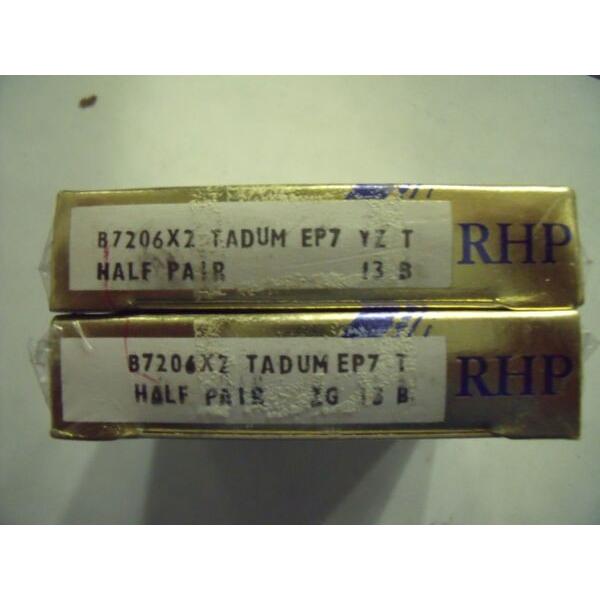 B7206X2 TADUM EP7 YZ T
HALF PAIR 13 B
RHP
B7206X2 TADUM EP7 T
HALF PAIR ZG 13 B
RHP